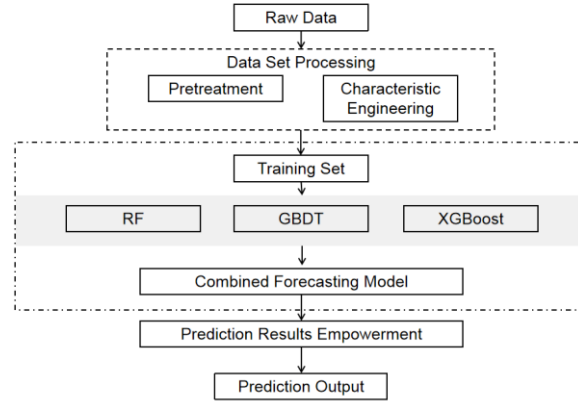 Raw Data
Data Set Processing
Pretreatment
Characteristic
Engineering
Training Set
RF
GBDT
XGBoost
Combined Forecasting Model
Prediction Results Empowerment
Prediction Output